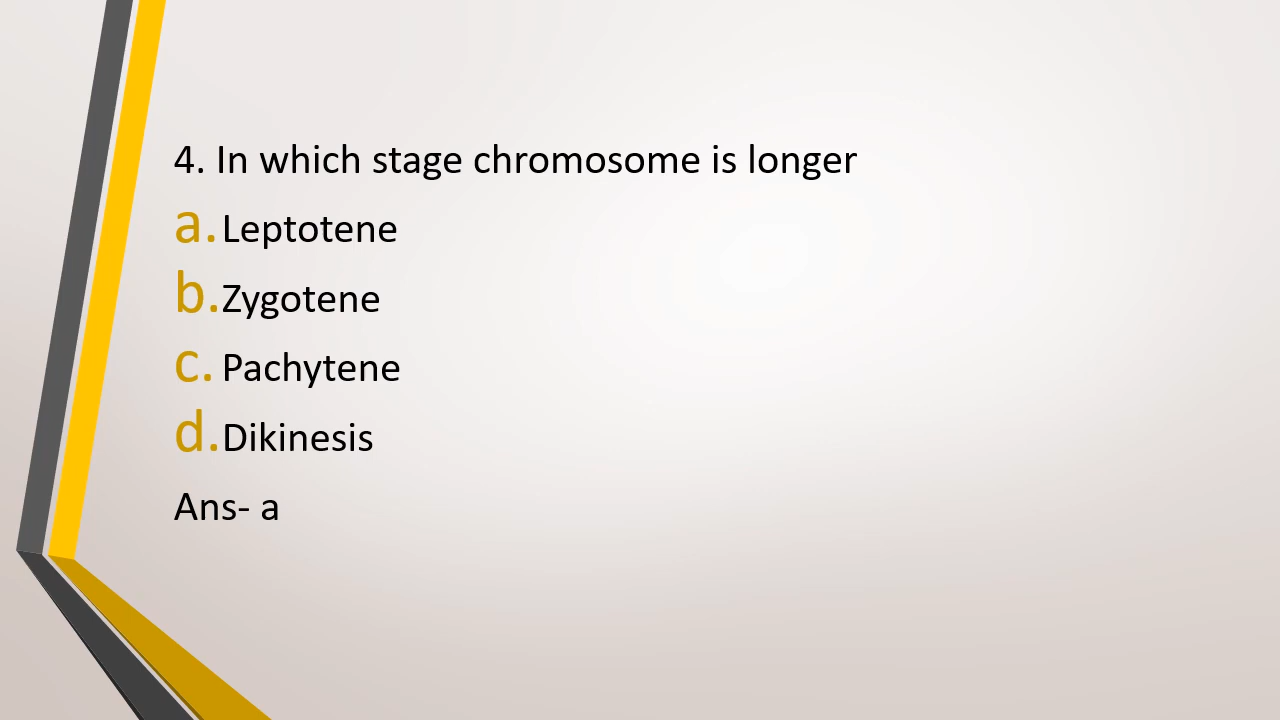 4. In which stage chromosome is longer
a. Leptotene
b. Zygotene
c. Pachytene
d. Dikinesis
Ans- a